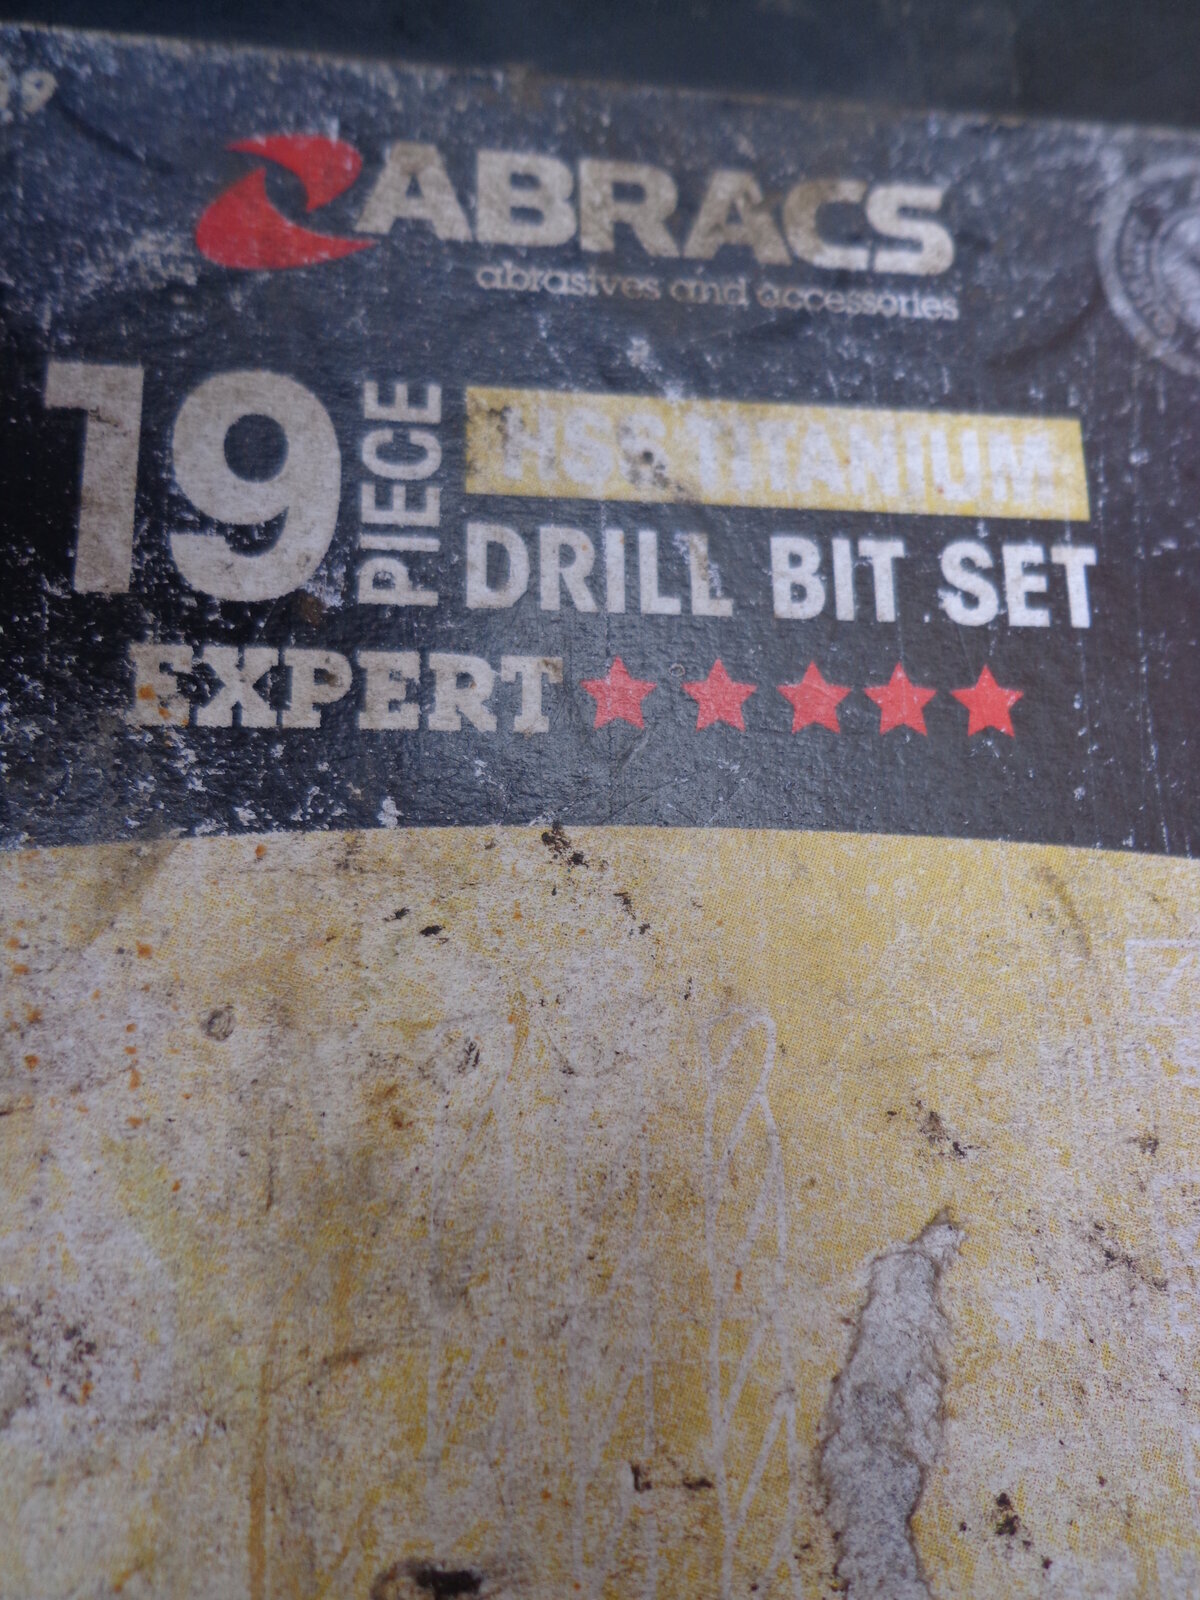 ABRACS
abrasives and accessories
19 PIECE
HSS TITANIUM
DRILL BIT SET
EXPERT